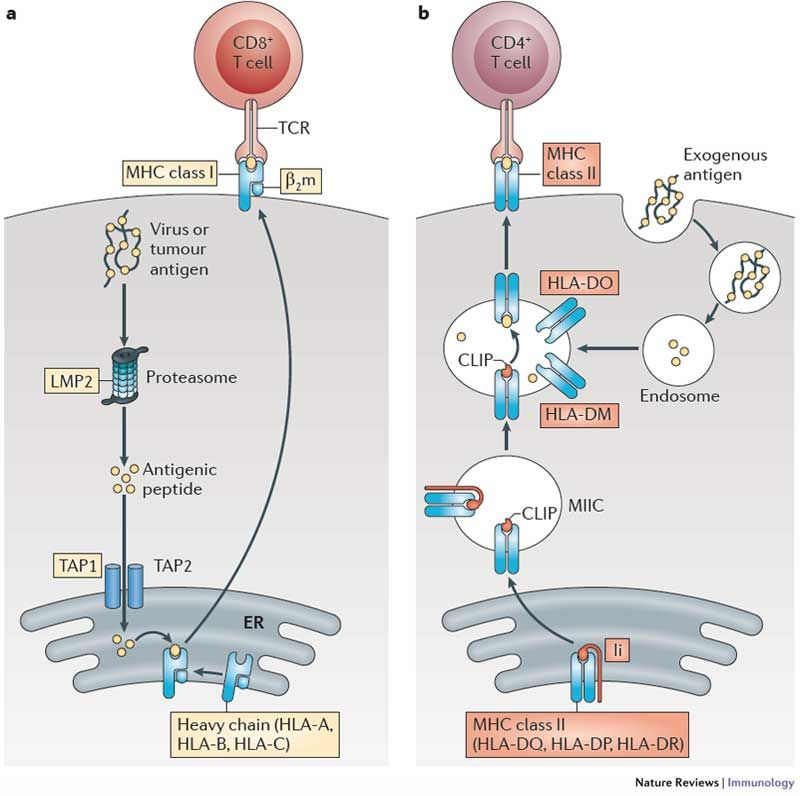 a
CD8⁺
T cell
TCR
MHC class I
β₂m
Virus or
tumour
antigen
LMP2
Proteasome
Antigenic
peptide
TAP1
TAP2
ER
Heavy chain (HLA-A,
HLA-B, HLA-C)
b
CD4⁺
T cell
MHC
class II
Exogenous
antigen
HLA-DO
CLIP
HLA-DM
Endosome
CLIP
MIIC
Ii
MHC class II
(HLA-DQ, HLA-DP, HLA-DR)
Nature Reviews | Immunology